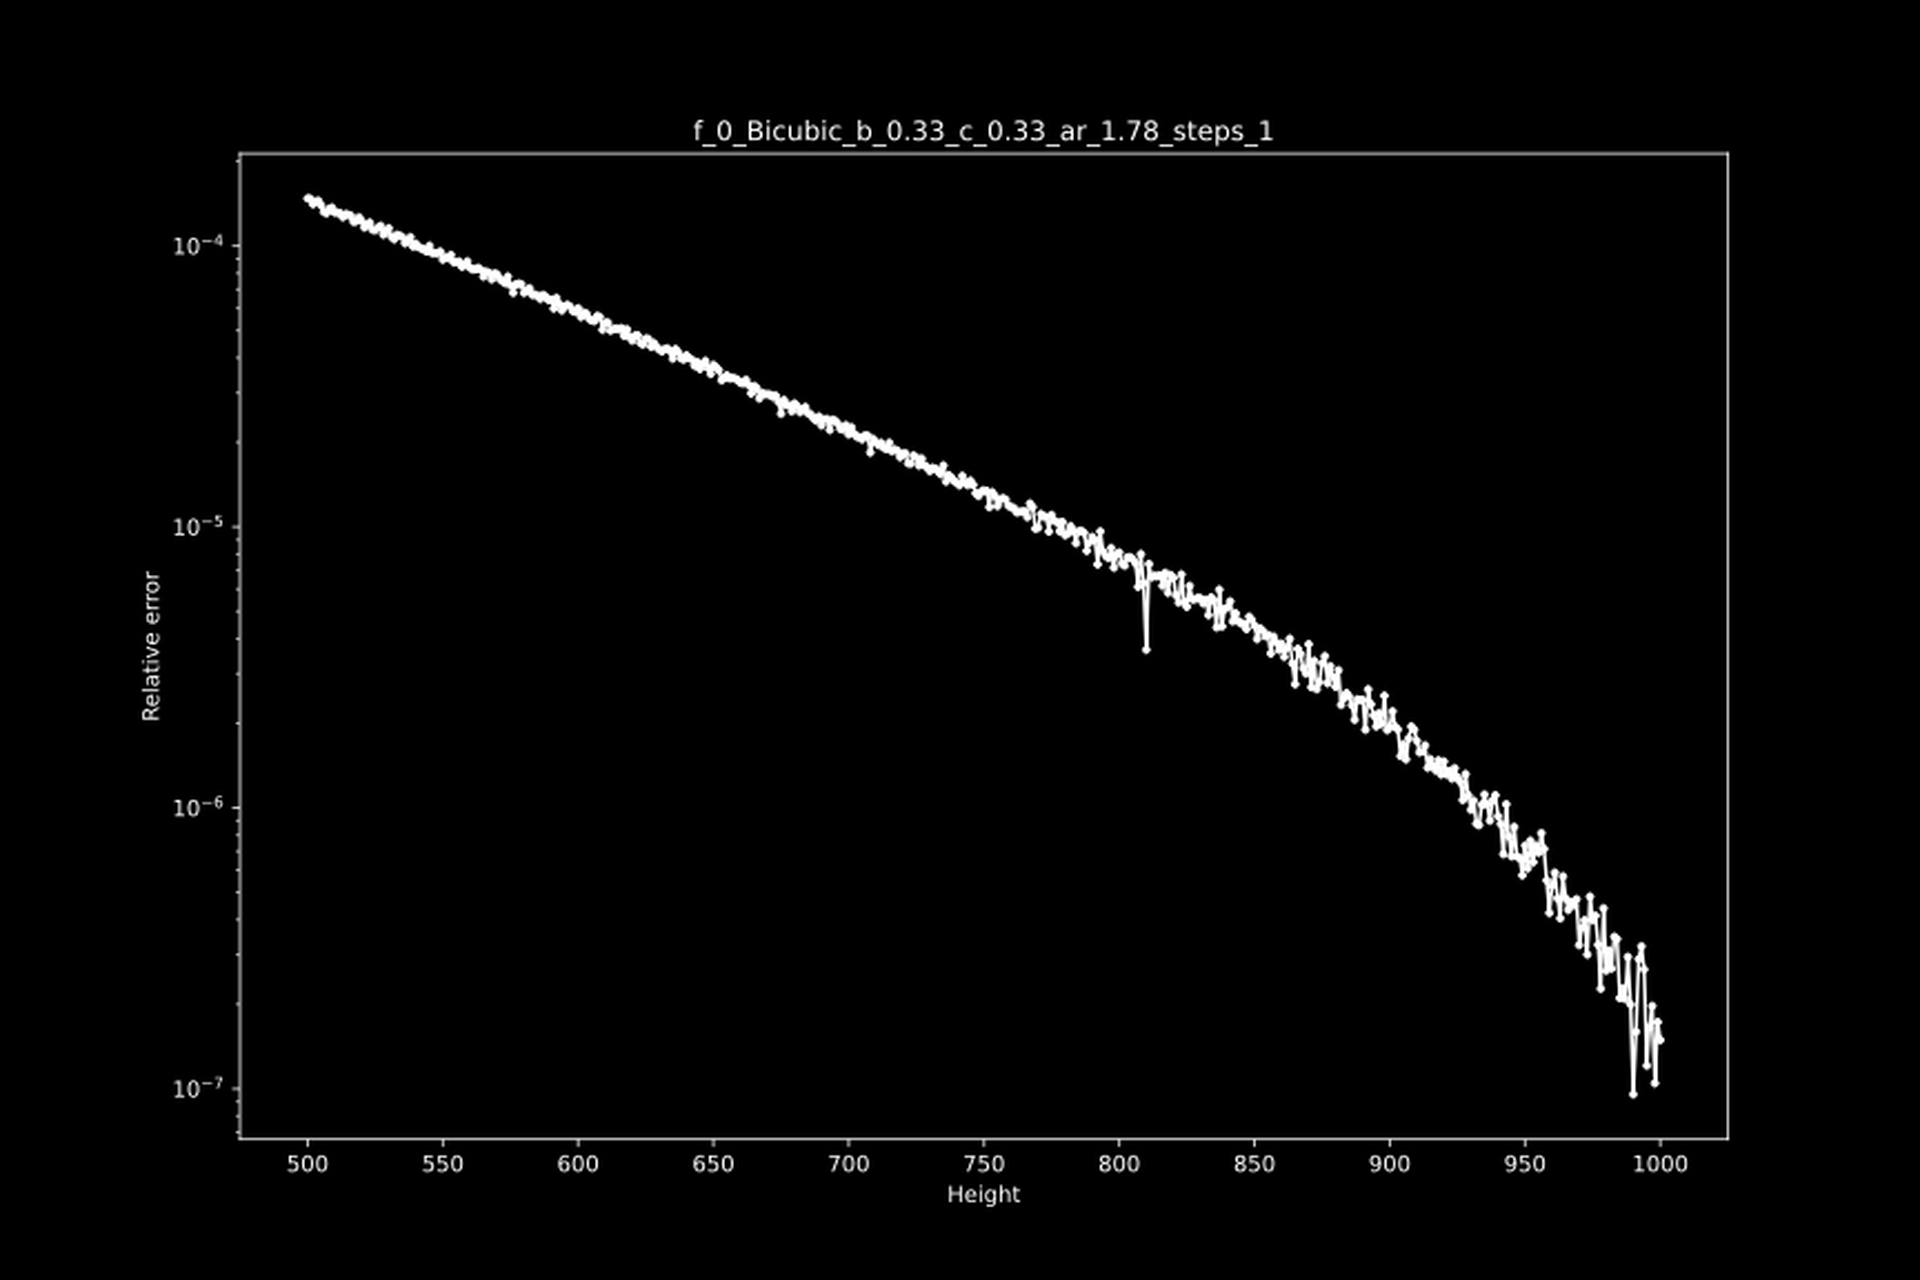 f_0_Bicubic_b_0.33_c_0.33_ar_1.78_steps_1
10⁻⁴
10⁻⁵
10⁻⁶
10⁻⁷
Relative error
500 550 600 650 700 750 800 850 900 950 1000
Height